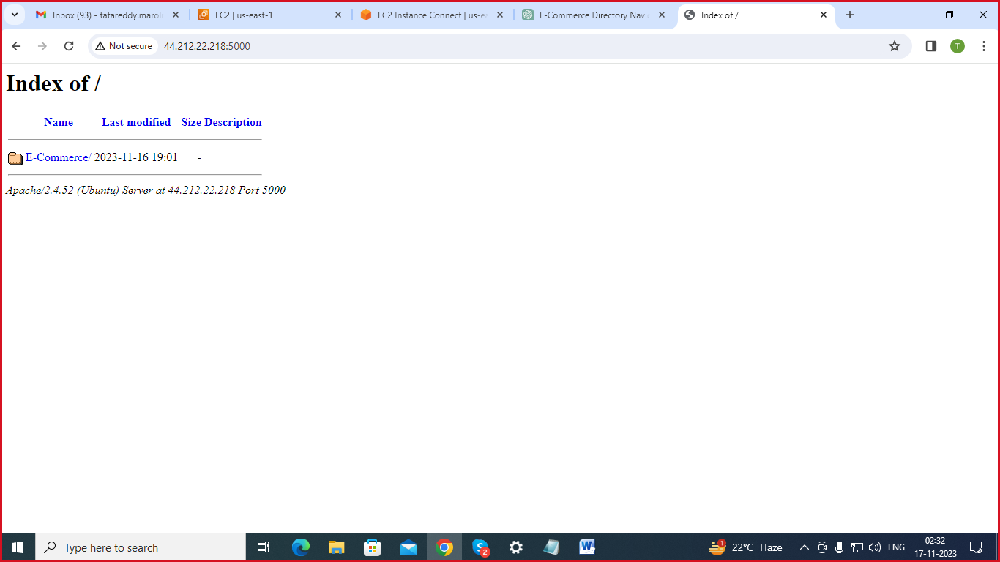 Inbox (93) - tatareddy.maroli
EC2 | us-east-1
EC2 Instance Connect | us-ea
E-Commerce Directory Navig
Index of /
Not secure
44.212.22.218:5000
T
Index of /
Name Last modified Size Description
E-Commerce/ 2023-11-16 19:01 -
Apache/2.4.52 (Ubuntu) Server at 44.212.22.218 Port 5000
Type here to search
2
1
22°C Haze
ENG
02:32
17-11-2023